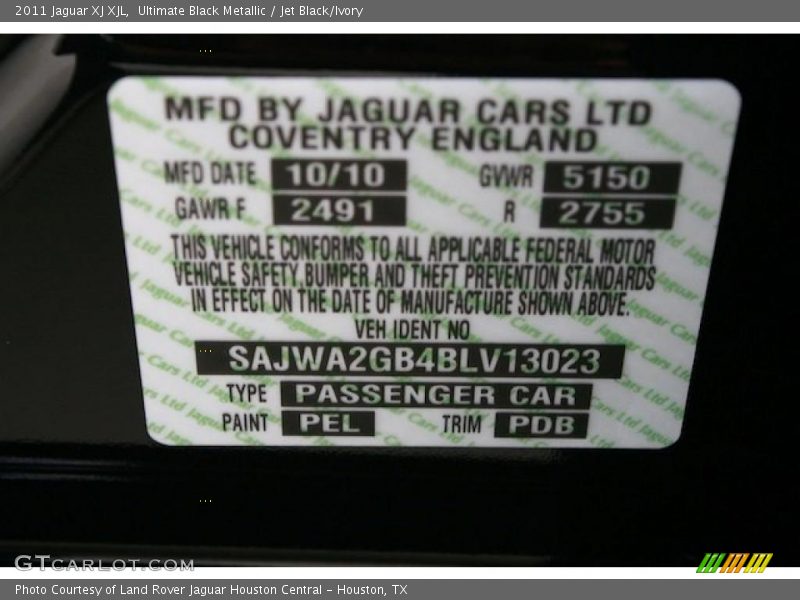 2011 Jaguar XJ XJL,  Ultimate Black Metallic / Jet Black/Ivory
MFD BY JAGUAR CARS LTD
COVENTRY ENGLAND
MFD DATE 10/10 GVWR 5150
GAWR F 2491 R 2755
THIS VEHICLE CONFORMS TO ALL APPLICABLE FEDERAL MOTOR
VEHICLE SAFETY BUMPER AND THEFT PREVENTION STANDARDS
IN EFFECT ON THE DATE OF MANUFACTURE SHOWN ABOVE.
VEH IDENT NO
SAJWA2GB4BLV13023
TYPE PASSENGER CAR
PAINT PEL TRIM PDB
GTCARLOT.COM
Photo Courtesy of Land Rover Jaguar Houston Central - Houston, TX